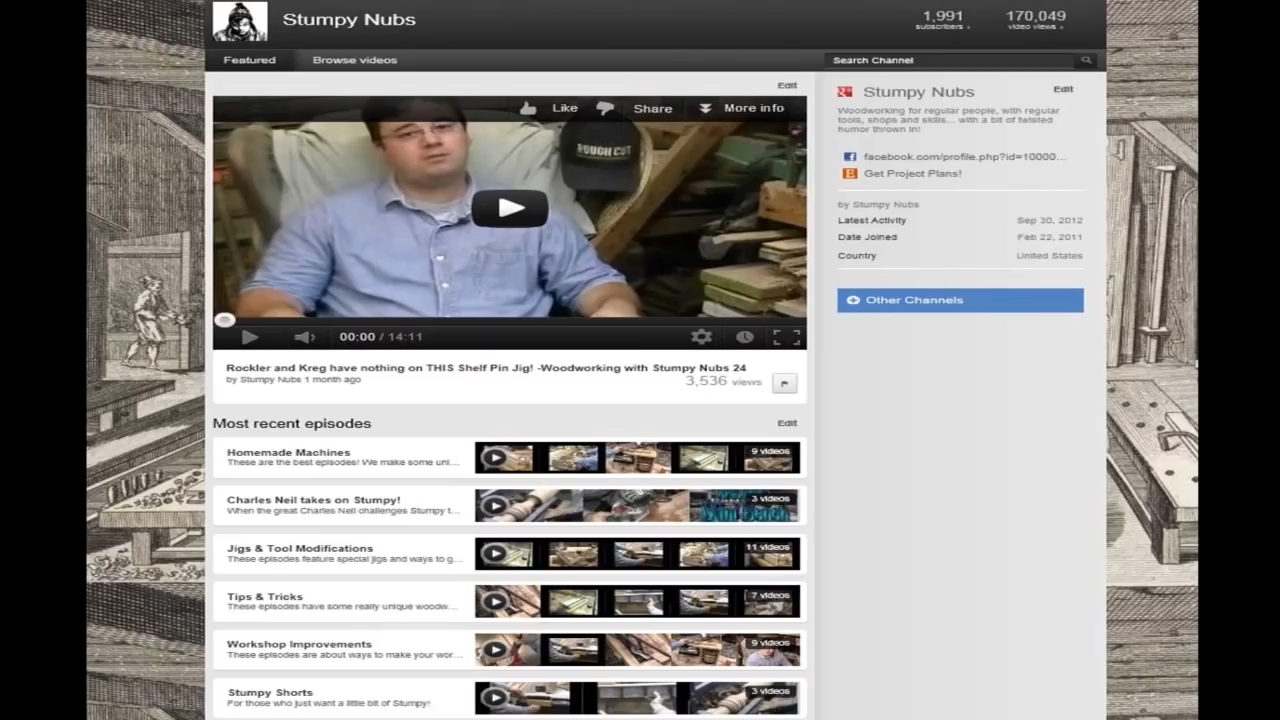 Stumpy Nubs
1,991
subscribers
170,049
video views
Featured
Browse videos
Search Channel
Edit
Like
Share
More info
ROUGH CUT
00:00 / 14:11
Rockler and Kreg have nothing on THIS Shelf Pin Jig! -Woodworking with Stumpy Nubs 24
by Stumpy Nubs 1 month ago
3,536 views
Most recent episodes
Edit
Homemade Machines
These are the best episodes! We make some uni...
9 videos
Charles Neil takes on Stumpy!
When the great Charles Neil challenges Stumpy t...
3 videos
Jigs & Tool Modifications
These episodes feature special jigs and ways to g...
11 videos
Tips & Tricks
These episodes have some really unique woodw...
7 videos
Workshop Improvements
These episodes are about ways to make your wor...
9 videos
Stumpy Shorts
For those who just want a little bit of Stumpy!
3 videos
Stumpy Nubs
Edit
Woodworking for regular people, with regular
tools, shops and skills... with a bit of twisted
humor thrown in!
facebook.com/profile.php?id=10000...
Get Project Plans!
by Stumpy Nubs
Latest Activity Sep 30, 2012
Date Joined Feb 22, 2011
Country United States
Other Channels